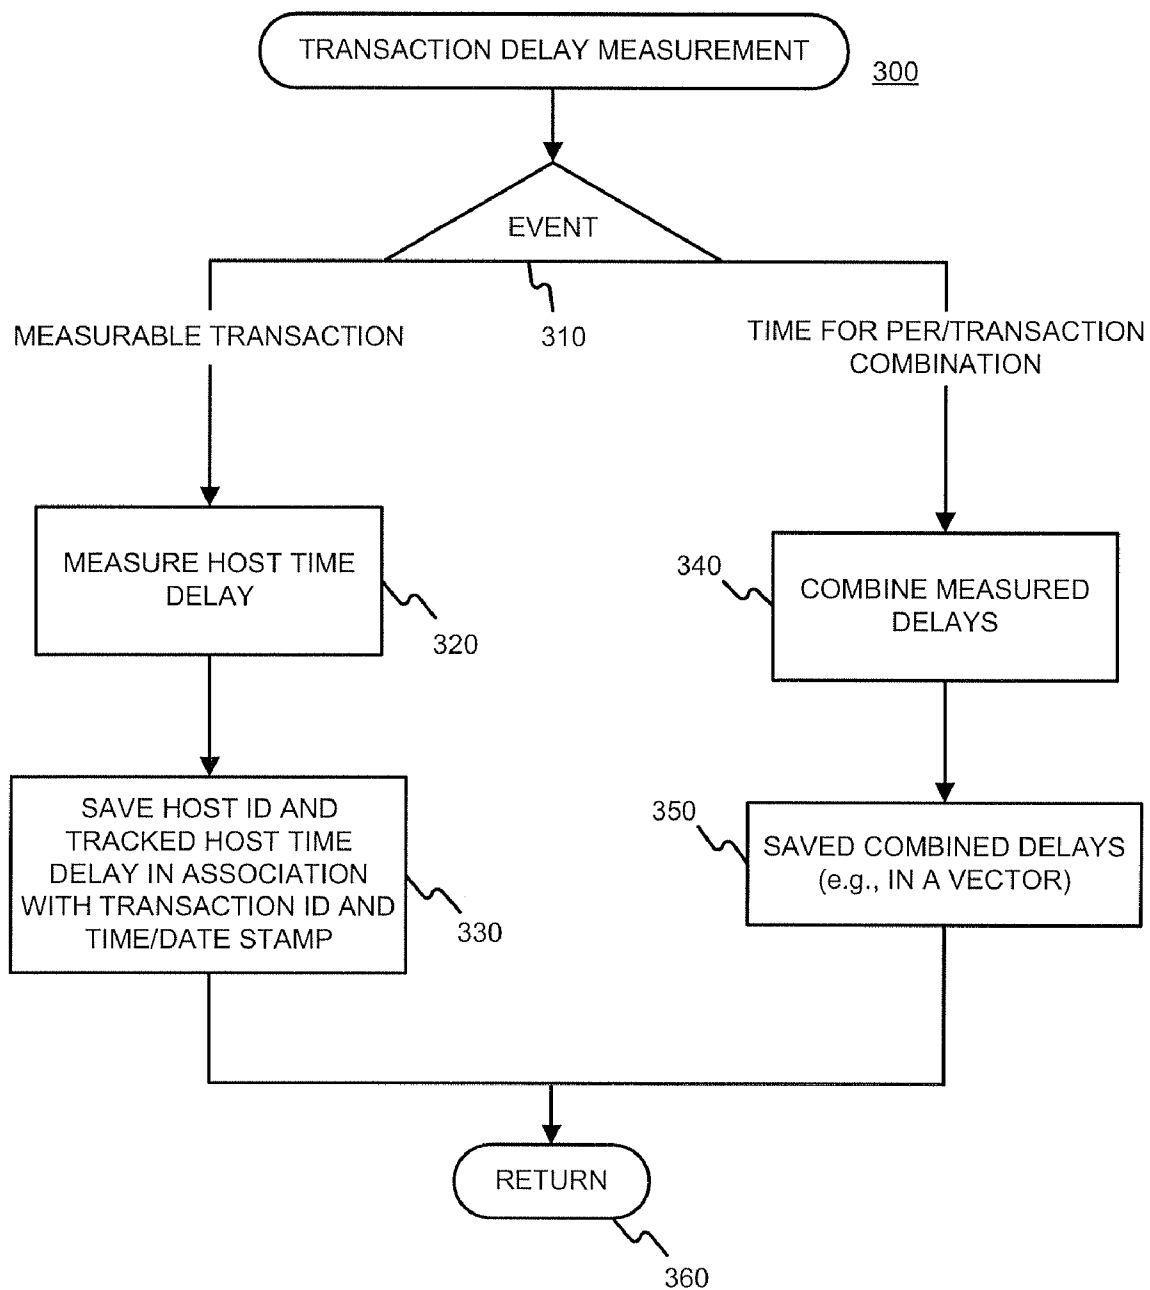 TRANSACTION DELAY MEASUREMENT
300
EVENT
310
MEASURABLE TRANSACTION
TIME FOR PER/TRANSACTION
COMBINATION
MEASURE HOST TIME
DELAY
320
340
COMBINE MEASURED
DELAYS
SAVE HOST ID AND
TRACKED HOST TIME
DELAY IN ASSOCIATION
WITH TRANSACTION ID AND
TIME/DATE STAMP
330
350
SAVED COMBINED DELAYS
(e.g., IN A VECTOR)
RETURN
360